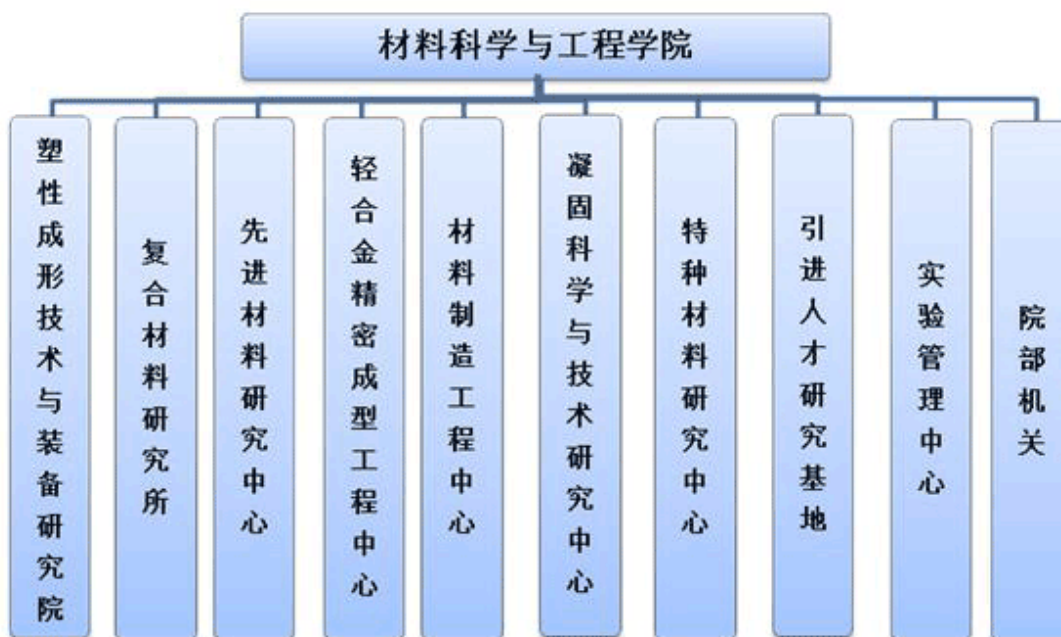 材料科学与工程学院
塑性成形技术与装备研究院
复合材料研究所
先进材料研究中心
轻合金精密成型工程中心
材料制造工程中心
凝固科学与技术研究中心
特种材料研究中心
引进人才研究基地
实验管理中心
院部机关